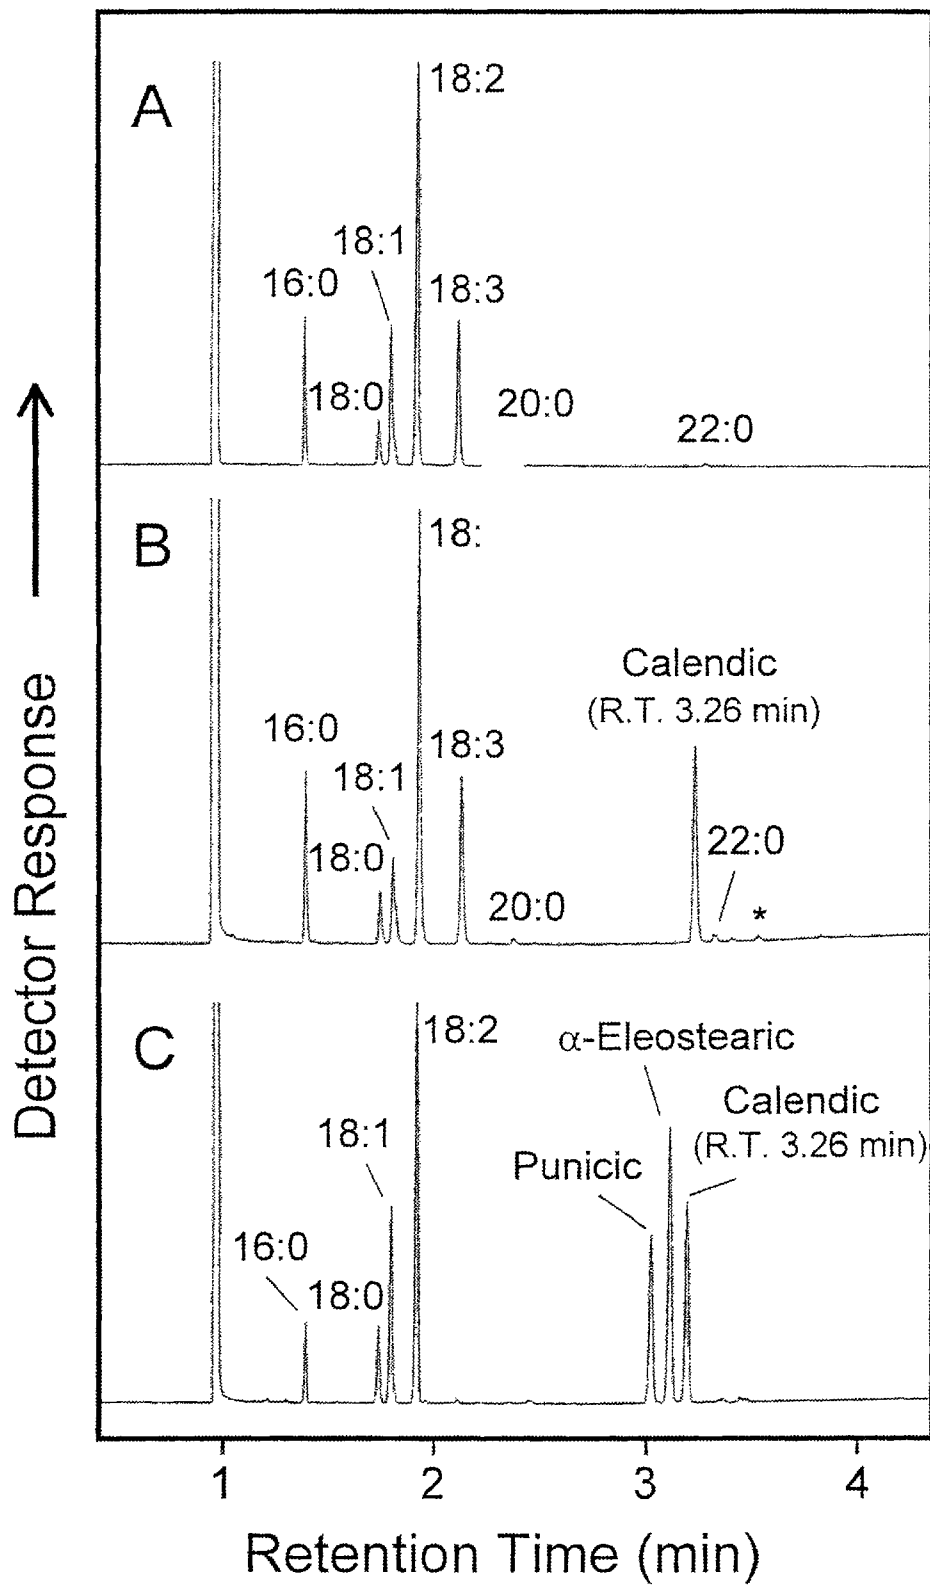 A
18:2
18:1
16:0
18:3
18:0
20:0
22:0
B
18:
Calendic
(R.T. 3.26 min)
16:0
18:3
18:1
22:0
18:0
20:0
*
C
18:2
α-Eleostearic
Calendic
(R.T. 3.26 min)
18:1
Punicic
16:0
18:0
1
2
3
4
Retention Time (min)
Detector Response